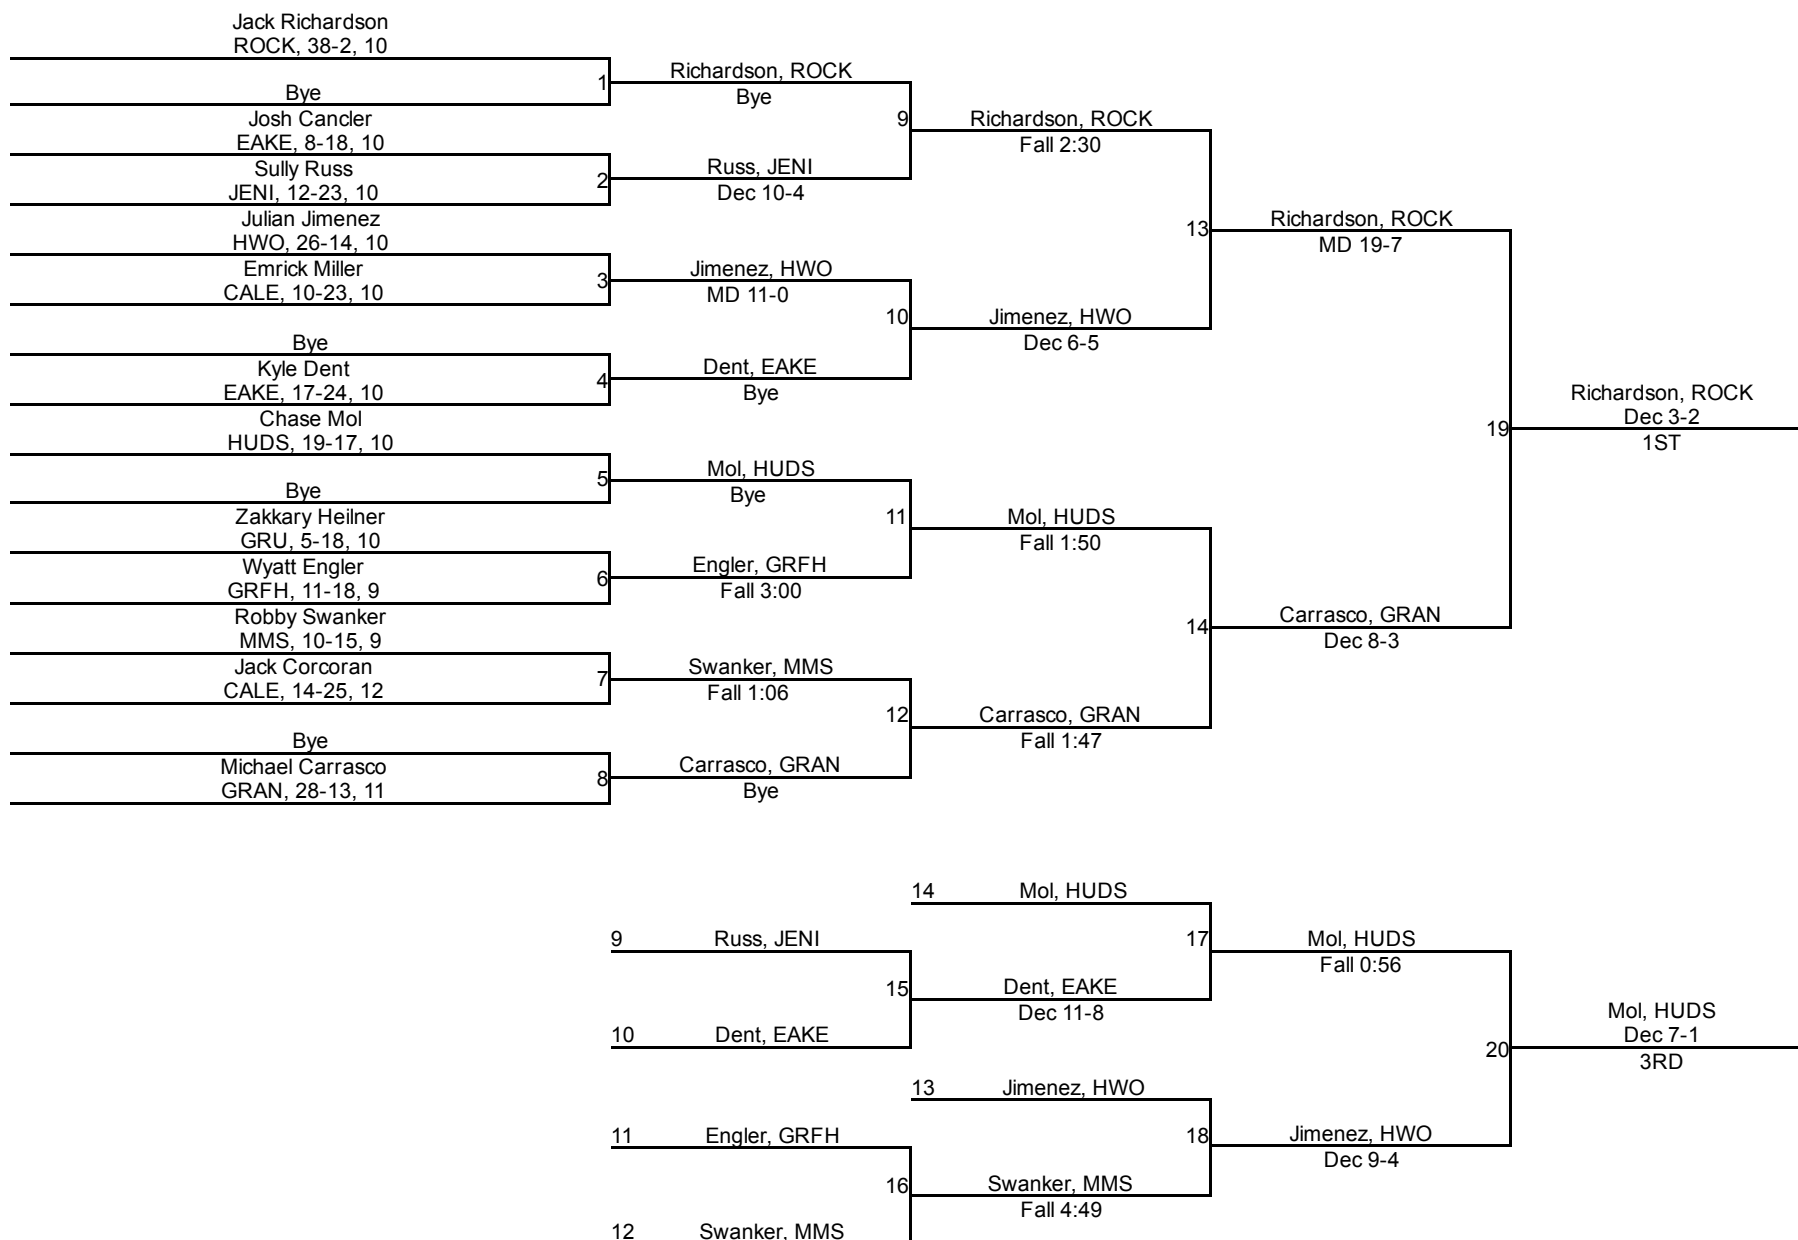 Jack Richardson
ROCK, 38-2, 10
1
Richardson, ROCK
Bye
Bye
Josh Cancler
EAKE, 8-18, 10
9
Richardson, ROCK
Fall 2:30
Sully Russ
JENI, 12-23, 10
2
Russ, JENI
Dec 10-4
Julian Jimenez
HWO, 26-14, 10
13
Richardson, ROCK
MD 19-7
Emrick Miller
CALE, 10-23, 10
3
Jimenez, HWO
MD 11-0
10
Jimenez, HWO
Dec 6-5
Bye
Kyle Dent
EAKE, 17-24, 10
4
Dent, EAKE
Bye
Chase Mol
HUDS, 19-17, 10
19
Richardson, ROCK
Dec 3-2
1ST
5
Mol, HUDS
Bye
Bye
Zakkary Heilner
GRU, 5-18, 10
11
Mol, HUDS
Fall 1:50
Wyatt Engler
GRFH, 11-18, 9
6
Engler, GRFH
Fall 3:00
Robby Swanker
MMS, 10-15, 9
14
Carrasco, GRAN
Dec 8-3
Jack Corcoran
CALE, 14-25, 12
7
Swanker, MMS
Fall 1:06
12
Carrasco, GRAN
Fall 1:47
Bye
Michael Carrasco
GRAN, 28-13, 11
8
Carrasco, GRAN
Bye
14 Mol, HUDS
9 Russ, JENI
17
Mol, HUDS
Fall 0:56
15
Dent, EAKE
Dec 11-8
10 Dent, EAKE
20
Mol, HUDS
Dec 7-1
3RD
13 Jimenez, HWO
11 Engler, GRFH
18
Jimenez, HWO
Dec 9-4
16
Swanker, MMS
Fall 4:49
12 Swanker, MMS